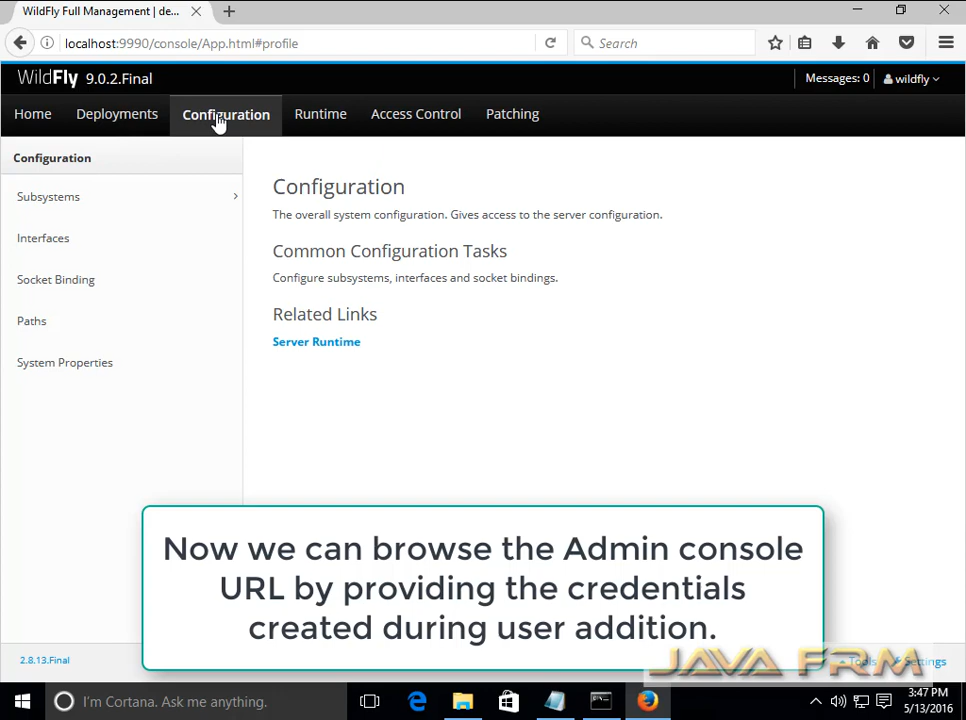 WildFly Full Management | de...
localhost:9990/console/App.html#profile
Search
WildFly 9.0.2.Final
Messages: 0
wildfly
Home Deployments Configuration Runtime Access Control Patching
Configuration
Subsystems
Interfaces
Socket Binding
Paths
System Properties
Configuration
The overall system configuration. Gives access to the server configuration.
Common Configuration Tasks
Configure subsystems, interfaces and socket bindings.
Related Links
Server Runtime
Now we can browse the Admin console
URL by providing the credentials
created during user addition.
2.8.13.Final
Tools
Settings
JAVA FRM
I'm Cortana. Ask me anything.
3:47 PM
5/13/2016